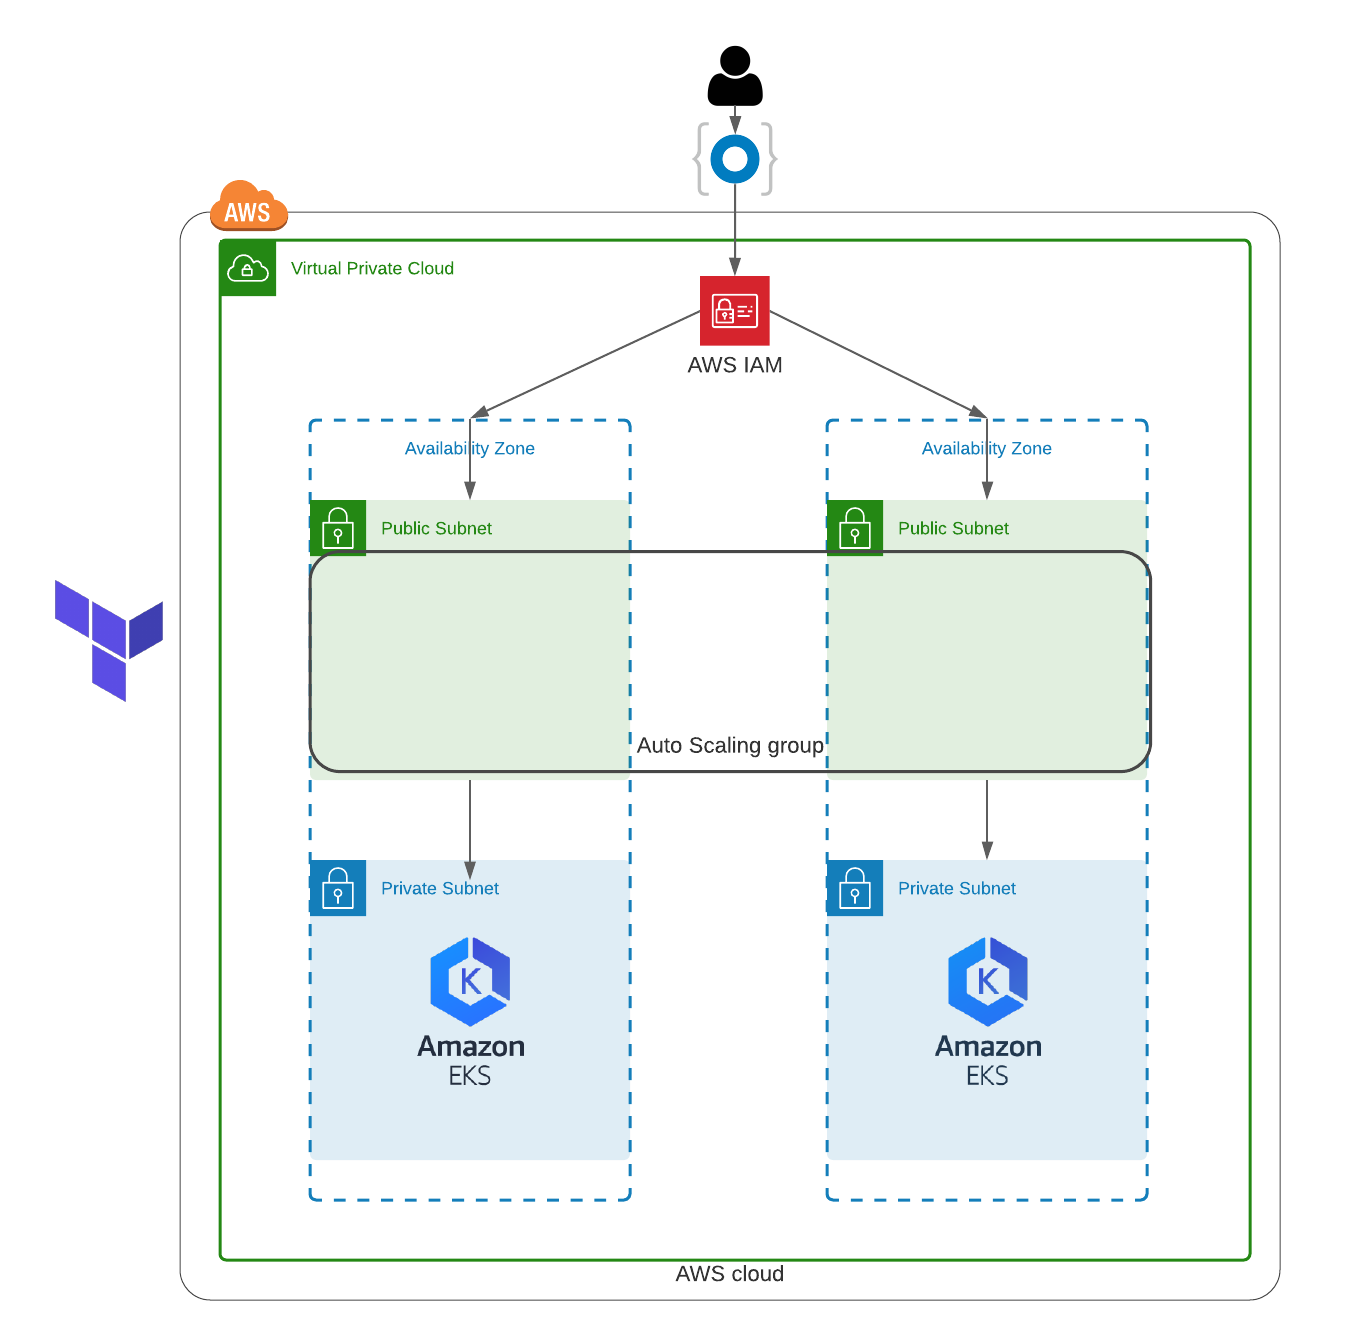 AWS
Virtual Private Cloud
AWS IAM
Availability Zone
Availability Zone
Public Subnet
Public Subnet
Auto Scaling group
Private Subnet
Private Subnet
K
K
Amazon
EKS
Amazon
EKS
AWS cloud